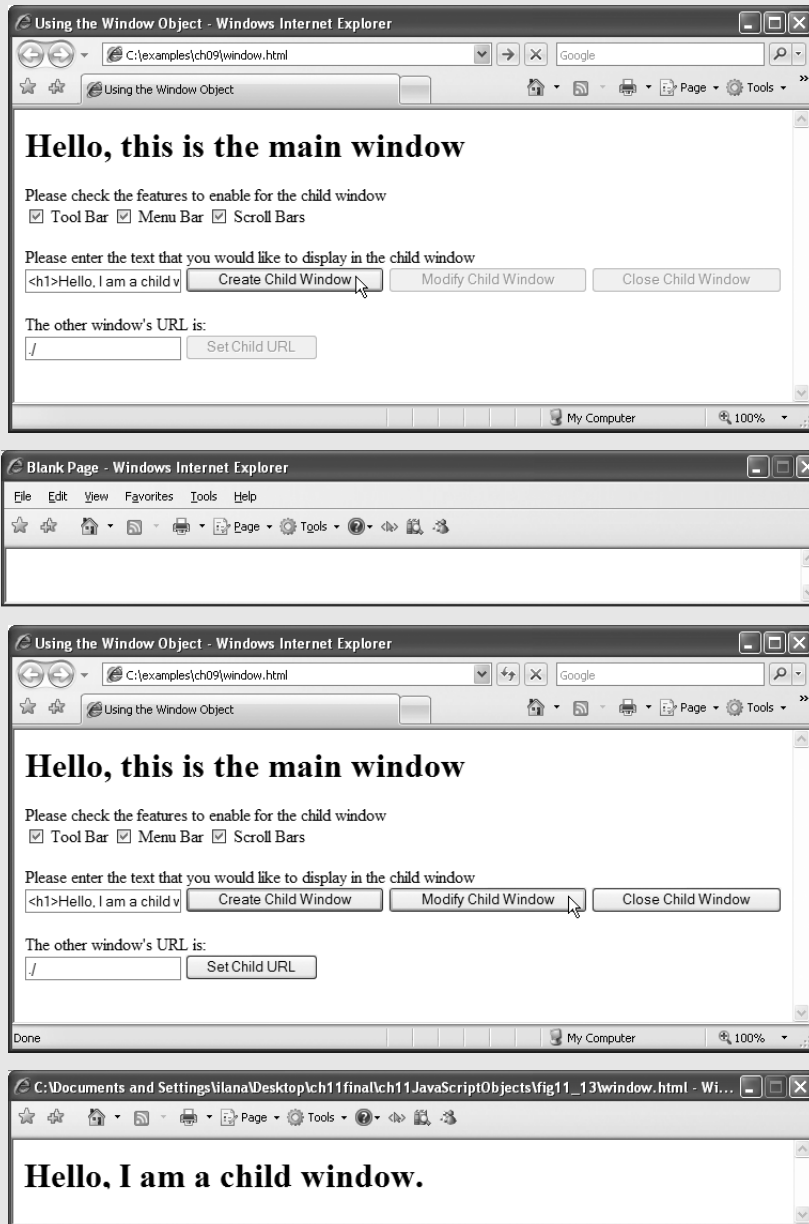 Using the Window Object - Windows Internet Explorer
C:\examples\ch09\window.html
Google
Using the Window Object
Page
Tools
»
Hello, this is the main window
Please check the features to enable for the child window
Tool Bar Menu Bar Scroll Bars
Please enter the text that you would like to display in the child window
<h1>Hello, I am a child Create Child Window Modify Child Window Close Child Window
The other window's URL is:
./ Set Child URL
My Computer 100%
Blank Page - Windows Internet Explorer
File Edit View Favorites Tools Help
Page Tools
Using the Window Object - Windows Internet Explorer
C:\examples\ch09\window.html
Google
Using the Window Object
Page
Tools
»
Hello, this is the main window
Please check the features to enable for the child window
Tool Bar Menu Bar Scroll Bars
Please enter the text that you would like to display in the child window
<h1>Hello, I am a child Create Child Window Modify Child Window Close Child Window
The other window's URL is:
./ Set Child URL
Done My Computer 100%
C:\Documents and Settings\ilana\Desktop\ch11final\ch11JavaScriptObjects\fig11_13\window.html - Wi...
Page Tools
Hello, I am a child window.